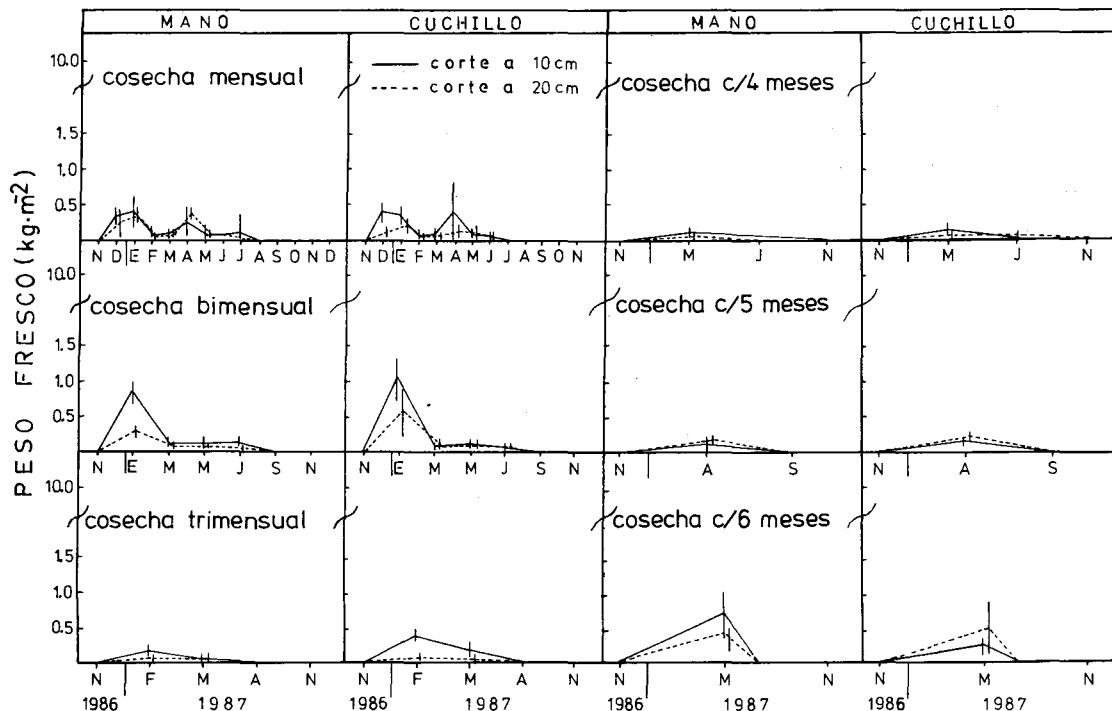 MANO CUCHILLO MANO CUCHILLO
PESO FRESCO (kg·m⁻²)
10.0 cosecha mensual —— corte a 10 cm cosecha c/4 meses
----- corte a 20 cm
1.5
1.0
0.5
N D E F M A M J J A S O N D N D E F M A M J J A S O N N M J N N M J N
10.0 cosecha bimensual cosecha c/5 meses
1.5
1.0
0.5
N E M M J S N N E M M J S N N A S N A S
10.0 cosecha trimensual cosecha c/6 meses
1.5
1.0
0.5
N F M A N N F M A N N M N N M N
1986 1987 1986 1987 1986 1987 1986 1987